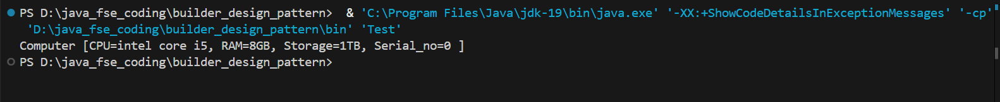 PS D:\java_fse_coding\builder_design_pattern>  & 'C:\Program Files\Java\jdk-19\bin\java.exe' '-XX:+ShowCodeDetailsInExceptionMessages' '-cp'
'D:\java_fse_coding\builder_design_pattern\bin' 'Test'
Computer [CPU=intel core i5, RAM=8GB, Storage=1TB, Serial_no=0 ]
PS D:\java_fse_coding\builder_design_pattern>